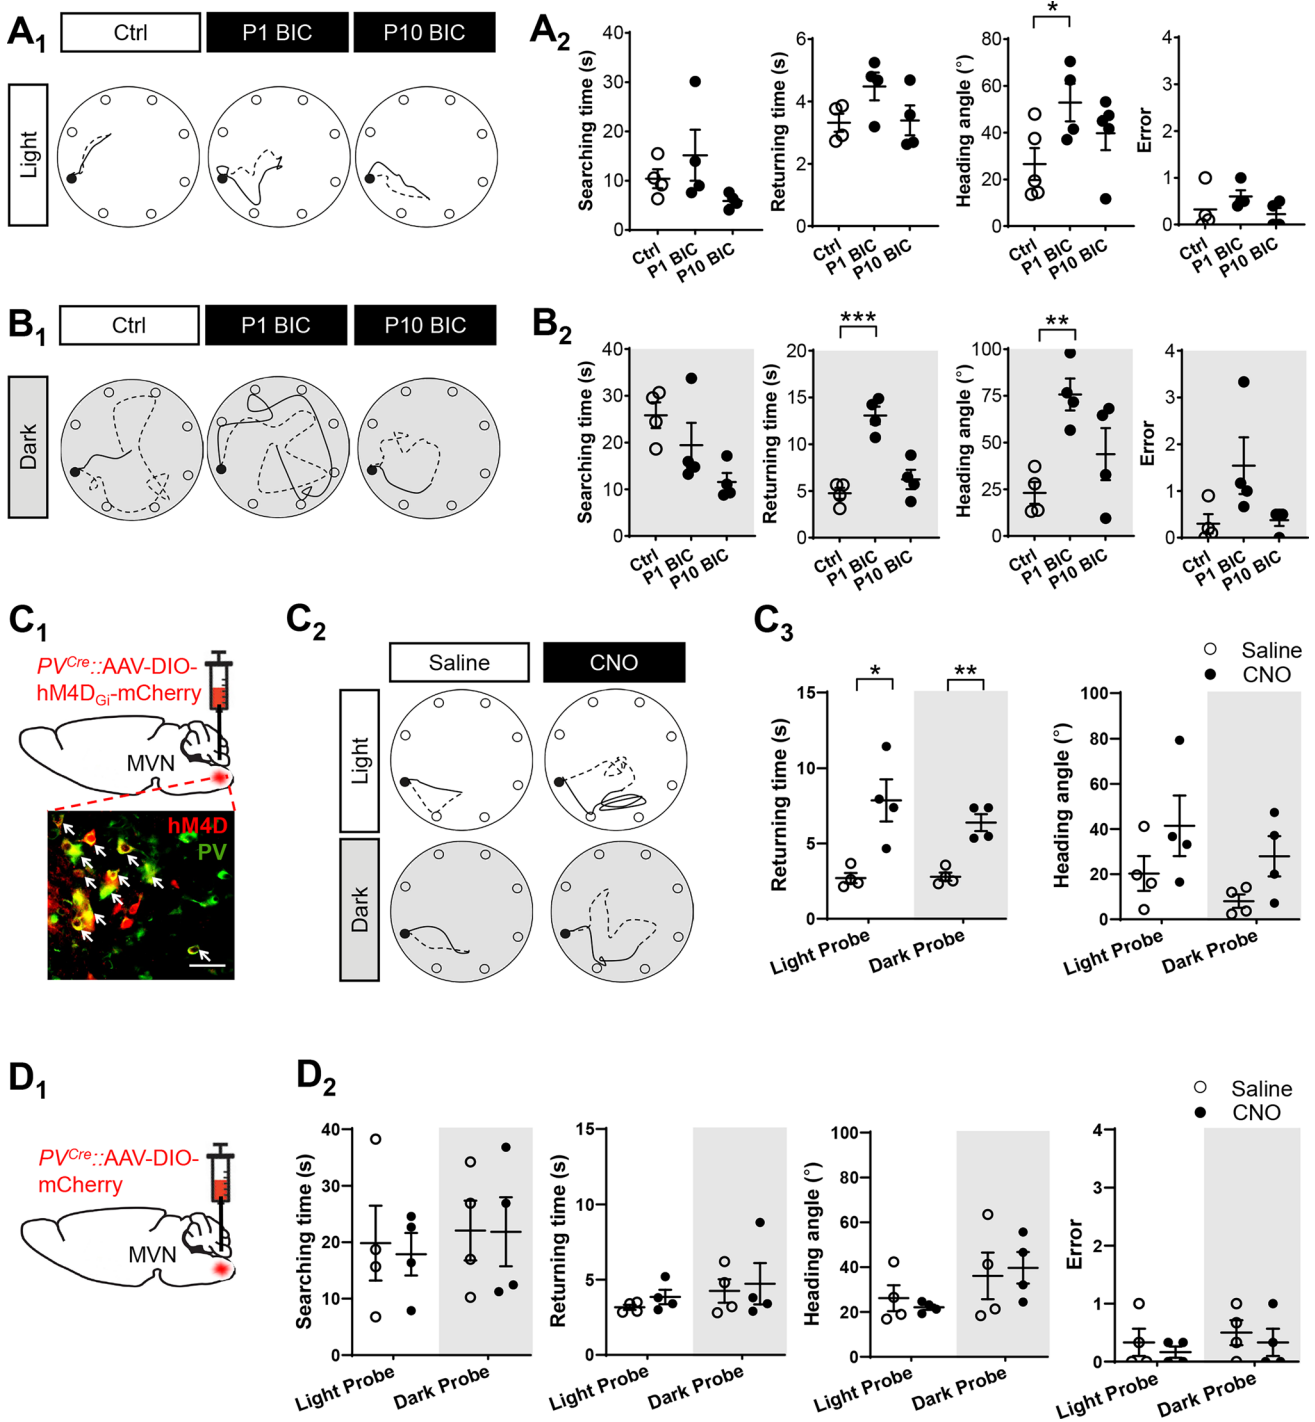 A1
Ctrl
P1 BIC
P10 BIC
Light
A2
Searching time (s)
40
30
20
10
0
Ctrl
P1 BIC
P10 BIC
Returning time (s)
6
4
2
0
Ctrl
P1 BIC
P10 BIC
*
Heading angle (°)
80
60
40
20
0
Ctrl
P1 BIC
P10 BIC
Error
4
3
2
1
0
Ctrl
P1 BIC
P10 BIC
B1
Ctrl
P1 BIC
P10 BIC
Dark
B2
Searching time (s)
40
30
20
10
0
Ctrl
P1 BIC
P10 BIC
***
Returning time (s)
20
15
10
5
0
Ctrl
P1 BIC
P10 BIC
**
Heading angle (°)
100
75
50
25
0
Ctrl
P1 BIC
P10 BIC
Error
4
3
2
1
0
Ctrl
P1 BIC
P10 BIC
C1
PVCre::AAV-DIO-
hM4DGi-mCherry
MVN
hM4D
PV
C2
Saline
CNO
Light
Dark
C3
Saline
CNO
*
**
Returning time (s)
15
10
5
0
Light Probe
Dark Probe
Heading angle (°)
100
80
60
40
20
0
Light Probe
Dark Probe
D1
PVCre::AAV-DIO-
mCherry
MVN
D2
Saline
CNO
Searching time (s)
40
30
20
10
0
Light Probe
Dark Probe
Returning time (s)
15
10
5
0
Light Probe
Dark Probe
Heading angle (°)
100
80
60
40
20
0
Light Probe
Dark Probe
Error
4
3
2
1
0
Light Probe
Dark Probe